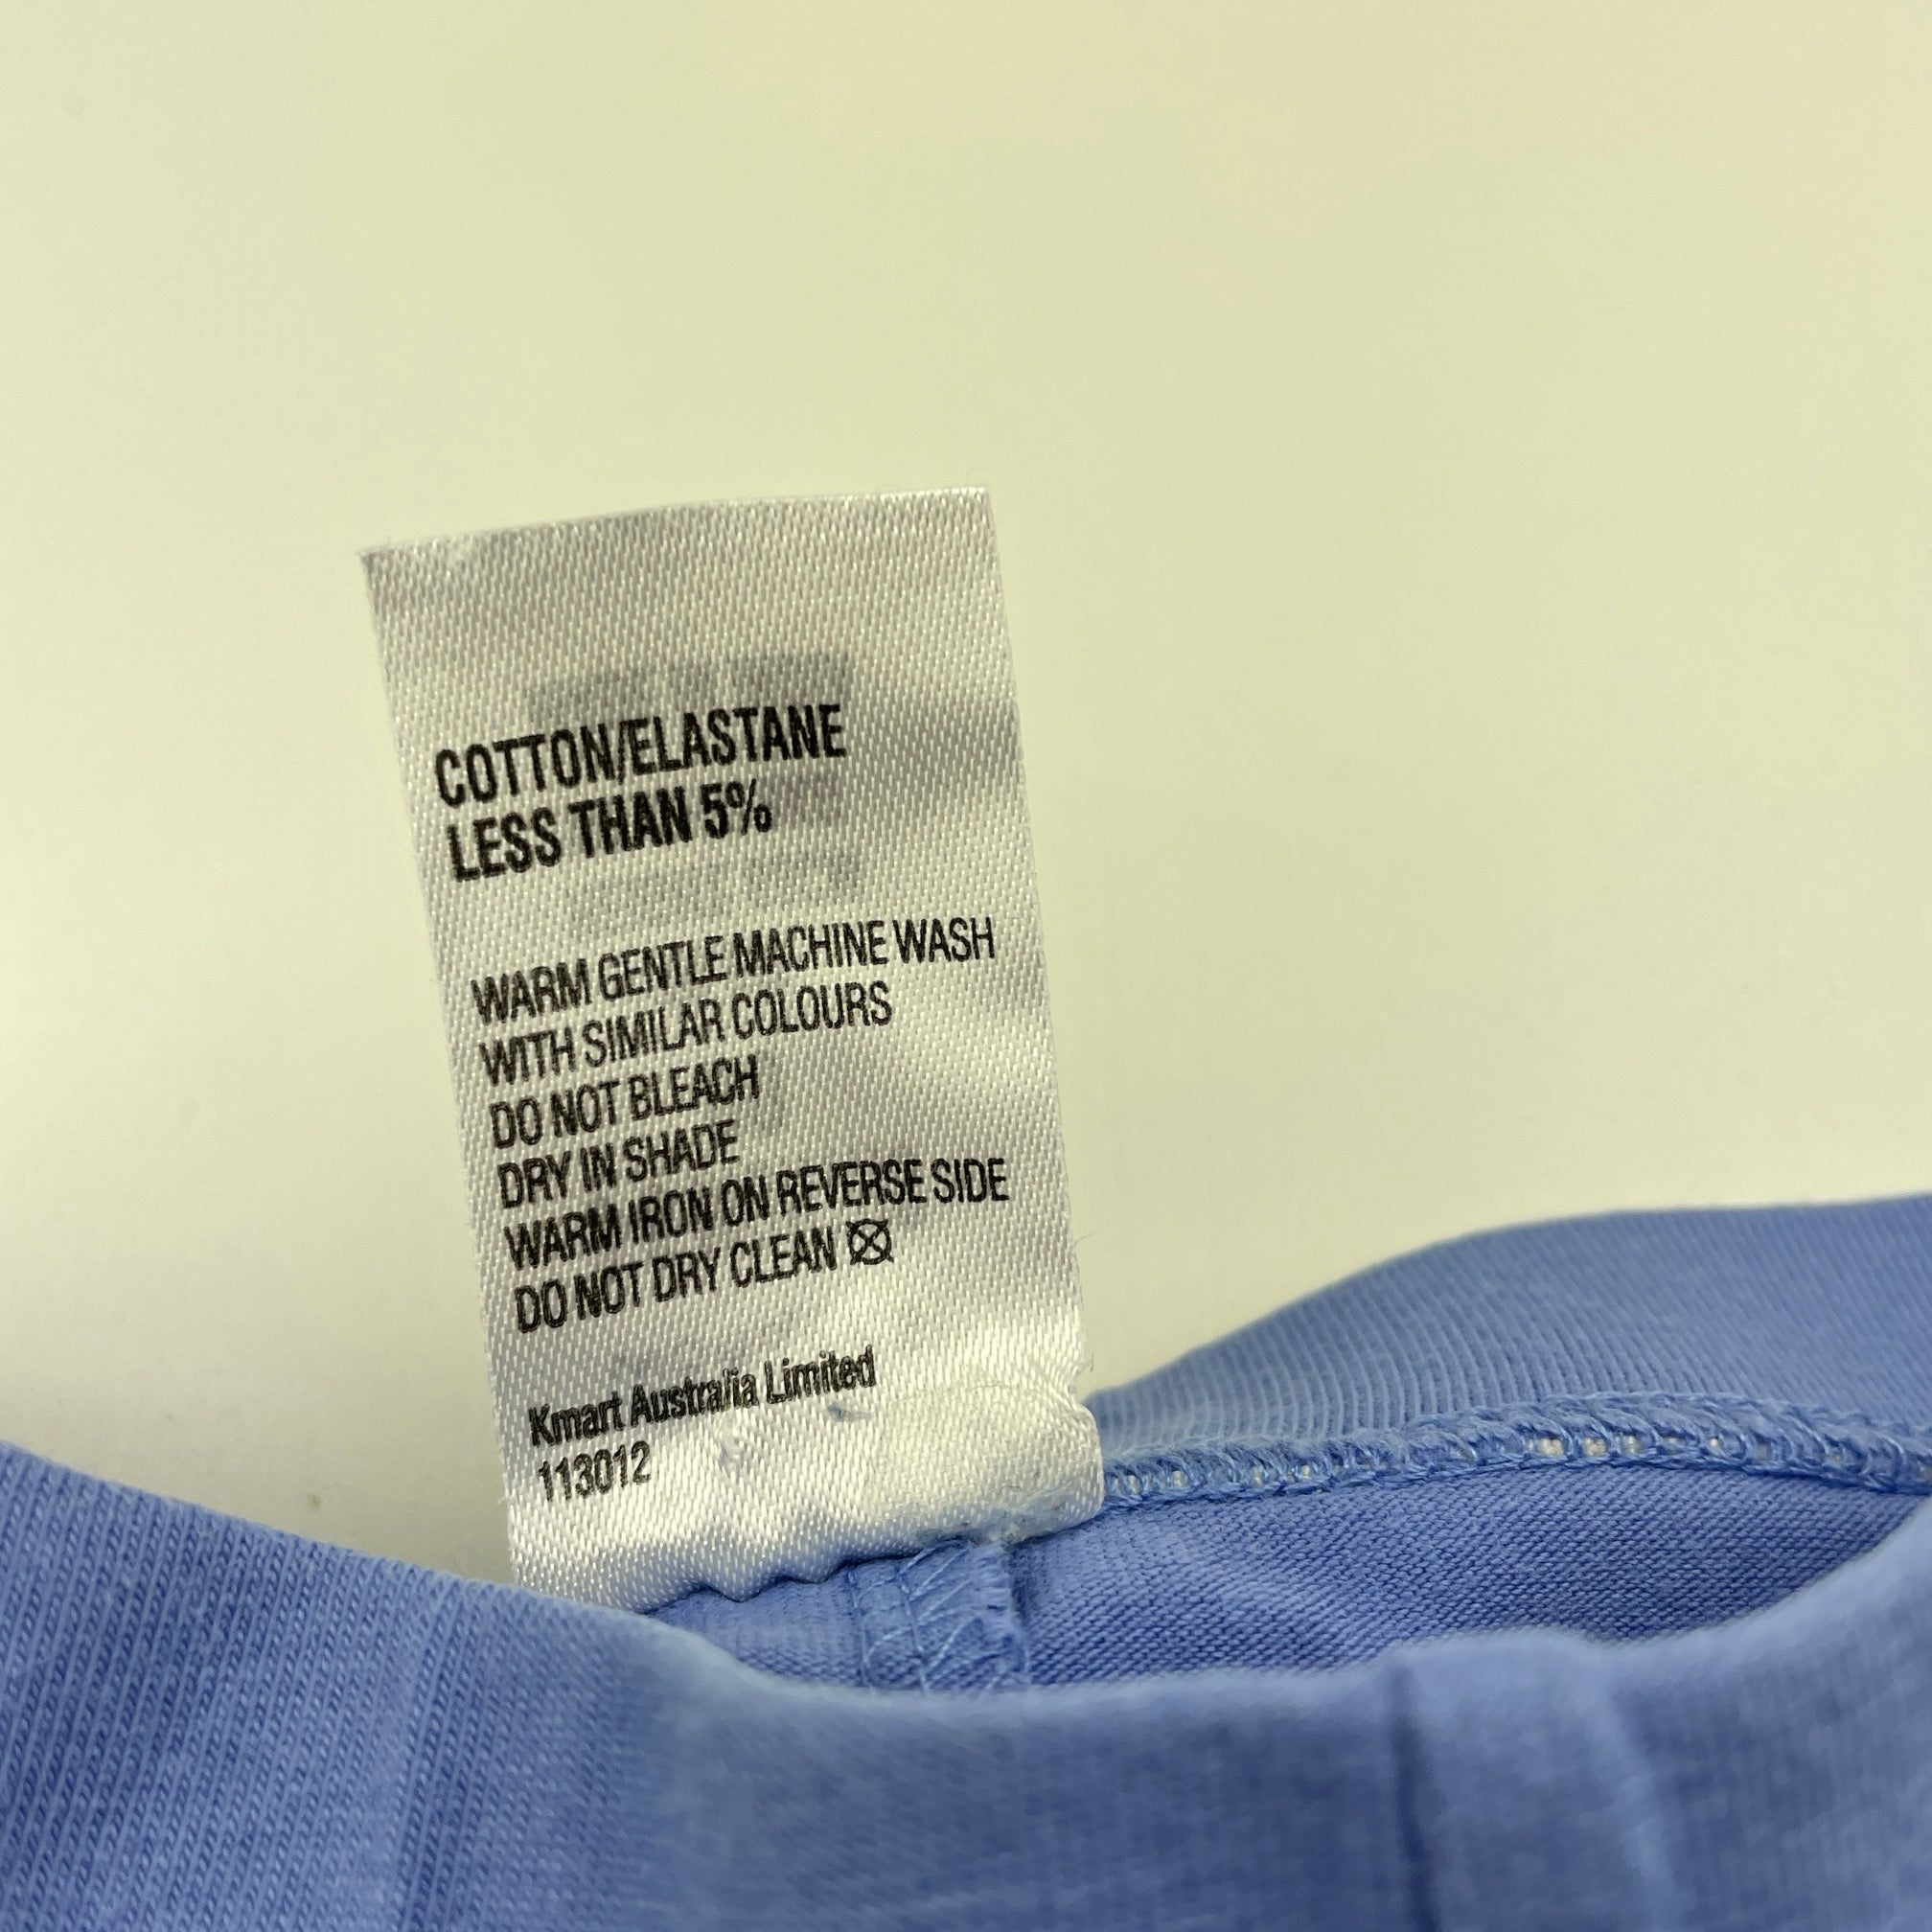 COTTON/ELASTANE
LESS THAN 5%
WARM GENTLE MACHINE WASH
WITH SIMILAR COLOURS
DO NOT BLEACH
DRY IN SHADE
WARM IRON ON REVERSE SIDE
DO NOT DRY CLEAN
Kmart Australia Limited
113012